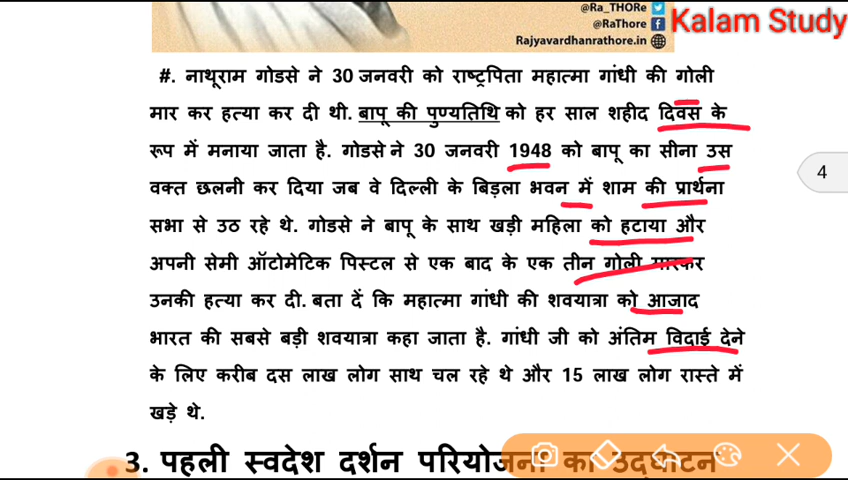 @Ra_THORe
@RaThore
Rajyavardhanrathore.in
Kalam Study
#. नाथूराम गोडसे ने 30 जनवरी को राष्ट्रपिता महात्मा गांधी की गोली
मार कर हत्या कर दी थी. बापू की पुण्यतिथि को हर साल शहीद दिवस के
रूप में मनाया जाता है. गोडसे ने 30 जनवरी 1948 को बापू का सीना उस
4
वक्त छलनी कर दिया जब वे दिल्ली के बिड़ला भवन में शाम की प्रार्थना
सभा से उठ रहे थे. गोडसे ने बापू के साथ खड़ी महिला को हटाया और
अपनी सेमी ऑटोमेटिक पिस्टल से एक बाद के एक तीन गोली मारकर
उनकी हत्या कर दी. बता दें कि महात्मा गांधी की शवयात्रा को आजाद
भारत की सबसे बड़ी शवयात्रा कहा जाता है. गांधी जी को अंतिम विदाई देने
के लिए करीब दस लाख लोग साथ चल रहे थे और 15 लाख लोग रास्ते में
खड़े थे.
3. पहली स्वदेश दर्शन परियोजना का उद्घाटन